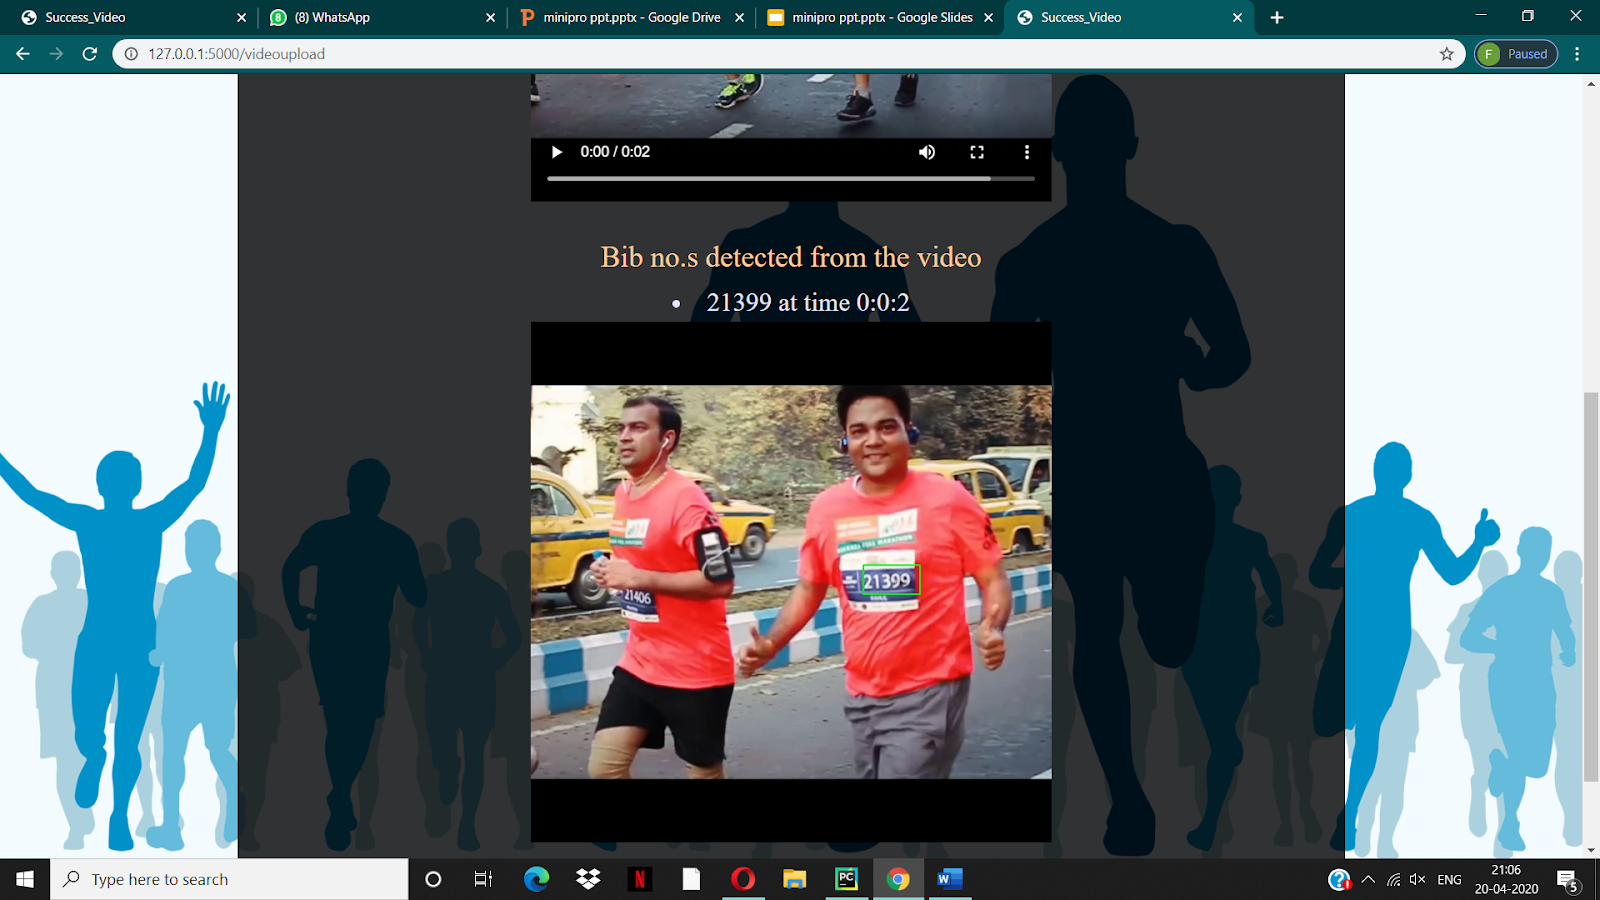 Success_Video
(8) WhatsApp
minipro ppt.pptx - Google Drive
minipro ppt.pptx - Google Slides
Success_Video
127.0.0.1:5000/videoupload
F
Paused
0:00 / 0:02
Bib no.s detected from the video
• 21399 at time 0:0:2
21399
21406
Type here to search
ENG
21:06
20-04-2020
5